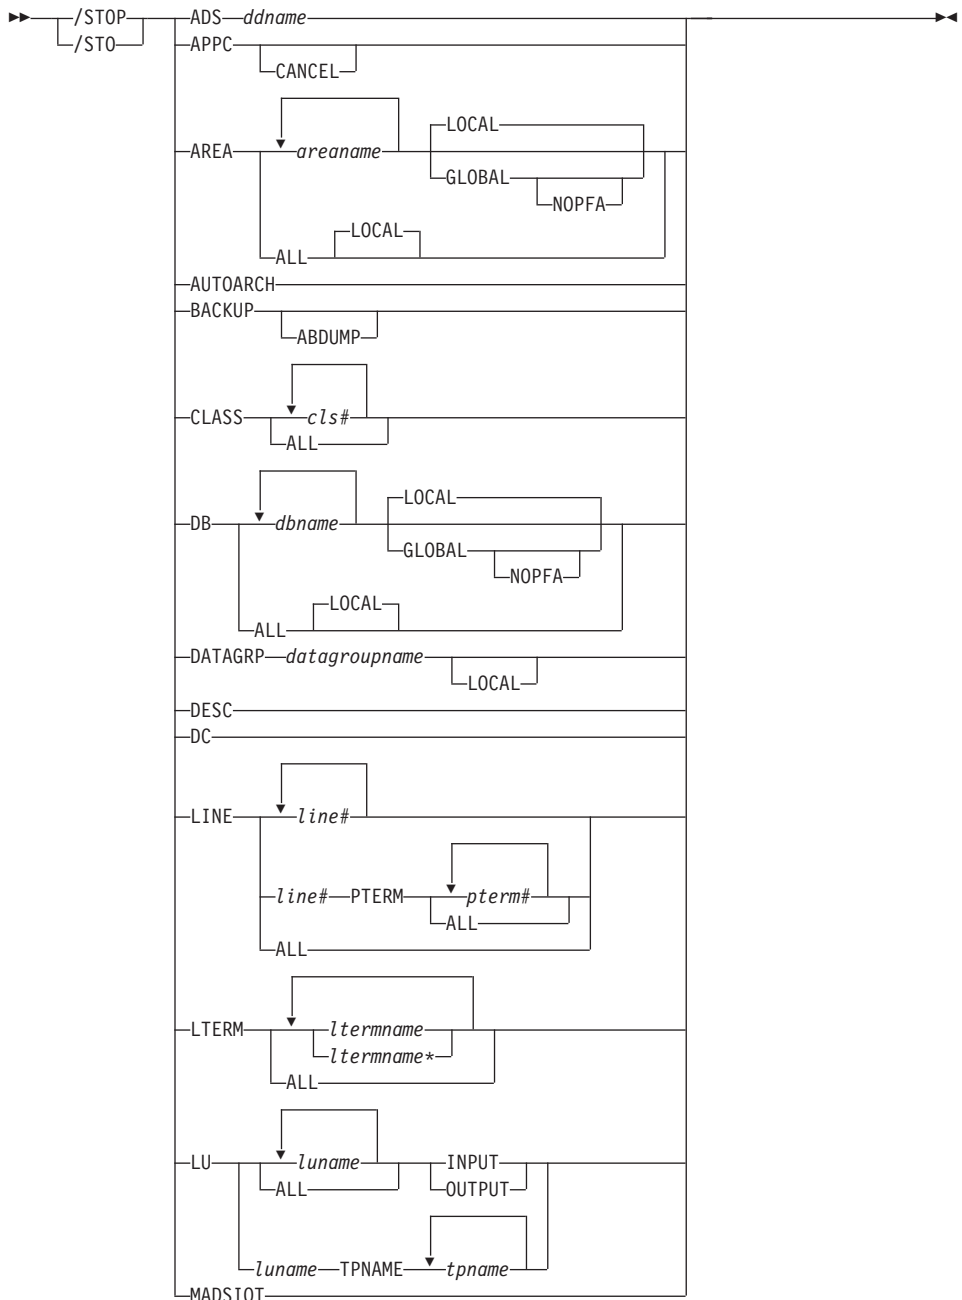 /STOP ADS ddname
/STO APPC
CANCEL
LOCAL
AREA areaname
GLOBAL
NOPFA
LOCAL
ALL
AUTOARCH
BACKUP
ABDUMP
CLASS cls#
ALL
LOCAL
DB dbname
GLOBAL
NOPFA
LOCAL
ALL
DATAGRP datagroupname
LOCAL
DESC
DC
LINE line#
line# PTERM pterm#
ALL
ALL
LTERM ltermname
ltermname*
ALL
LU luname INPUT
ALL OUTPUT
luname TPNAME tpname
MADSIOT